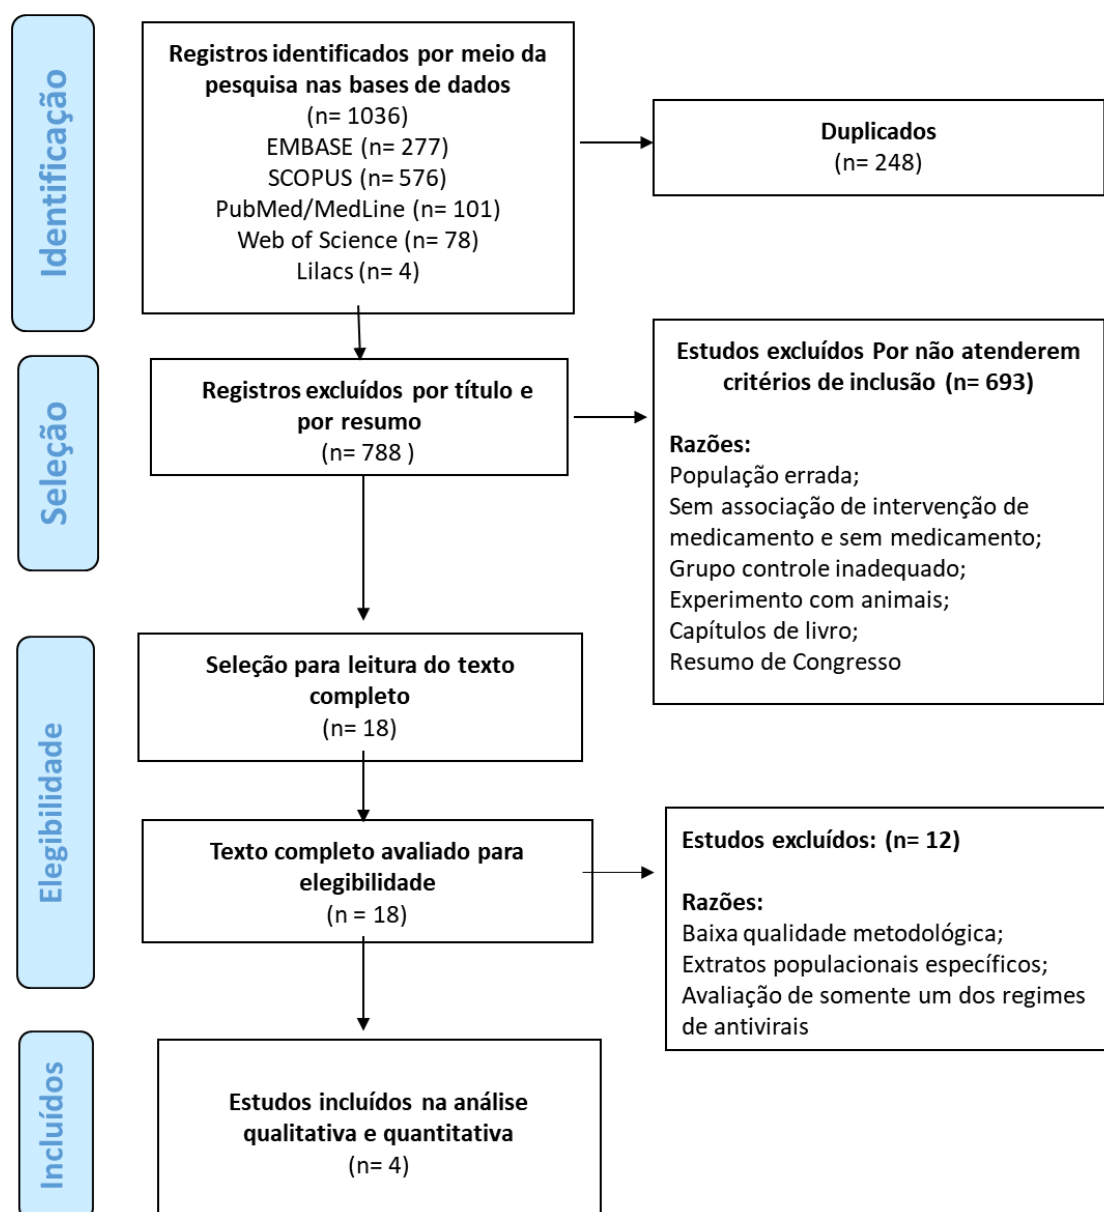 Identificação
Registros identificados por meio da
pesquisa nas bases de dados
(n= 1036)
EMBASE (n= 277)
SCOPUS (n= 576)
PubMed/MedLine (n= 101)
Web of Science (n= 78)
Lilacs (n= 4)
Duplicados
(n= 248)
Seleção
Registros excluídos por título e
por resumo
(n= 788 )
Estudos excluídos Por não atenderem
critérios de inclusão (n= 693)
Razões:
População errada;
Sem associação de intervenção de
medicamento e sem medicamento;
Grupo controle inadequado;
Experimento com animais;
Capítulos de livro;
Resumo de Congresso
Elegibilidade
Seleção para leitura do texto
completo
(n= 18)
Texto completo avaliado para
elegibilidade
(n = 18)
Estudos excluídos: (n= 12)
Razões:
Baixa qualidade metodológica;
Extratos populacionais específicos;
Avaliação de somente um dos regimes
de antivirais
Incluídos
Estudos incluídos na análise
qualitativa e quantitativa
(n= 4)